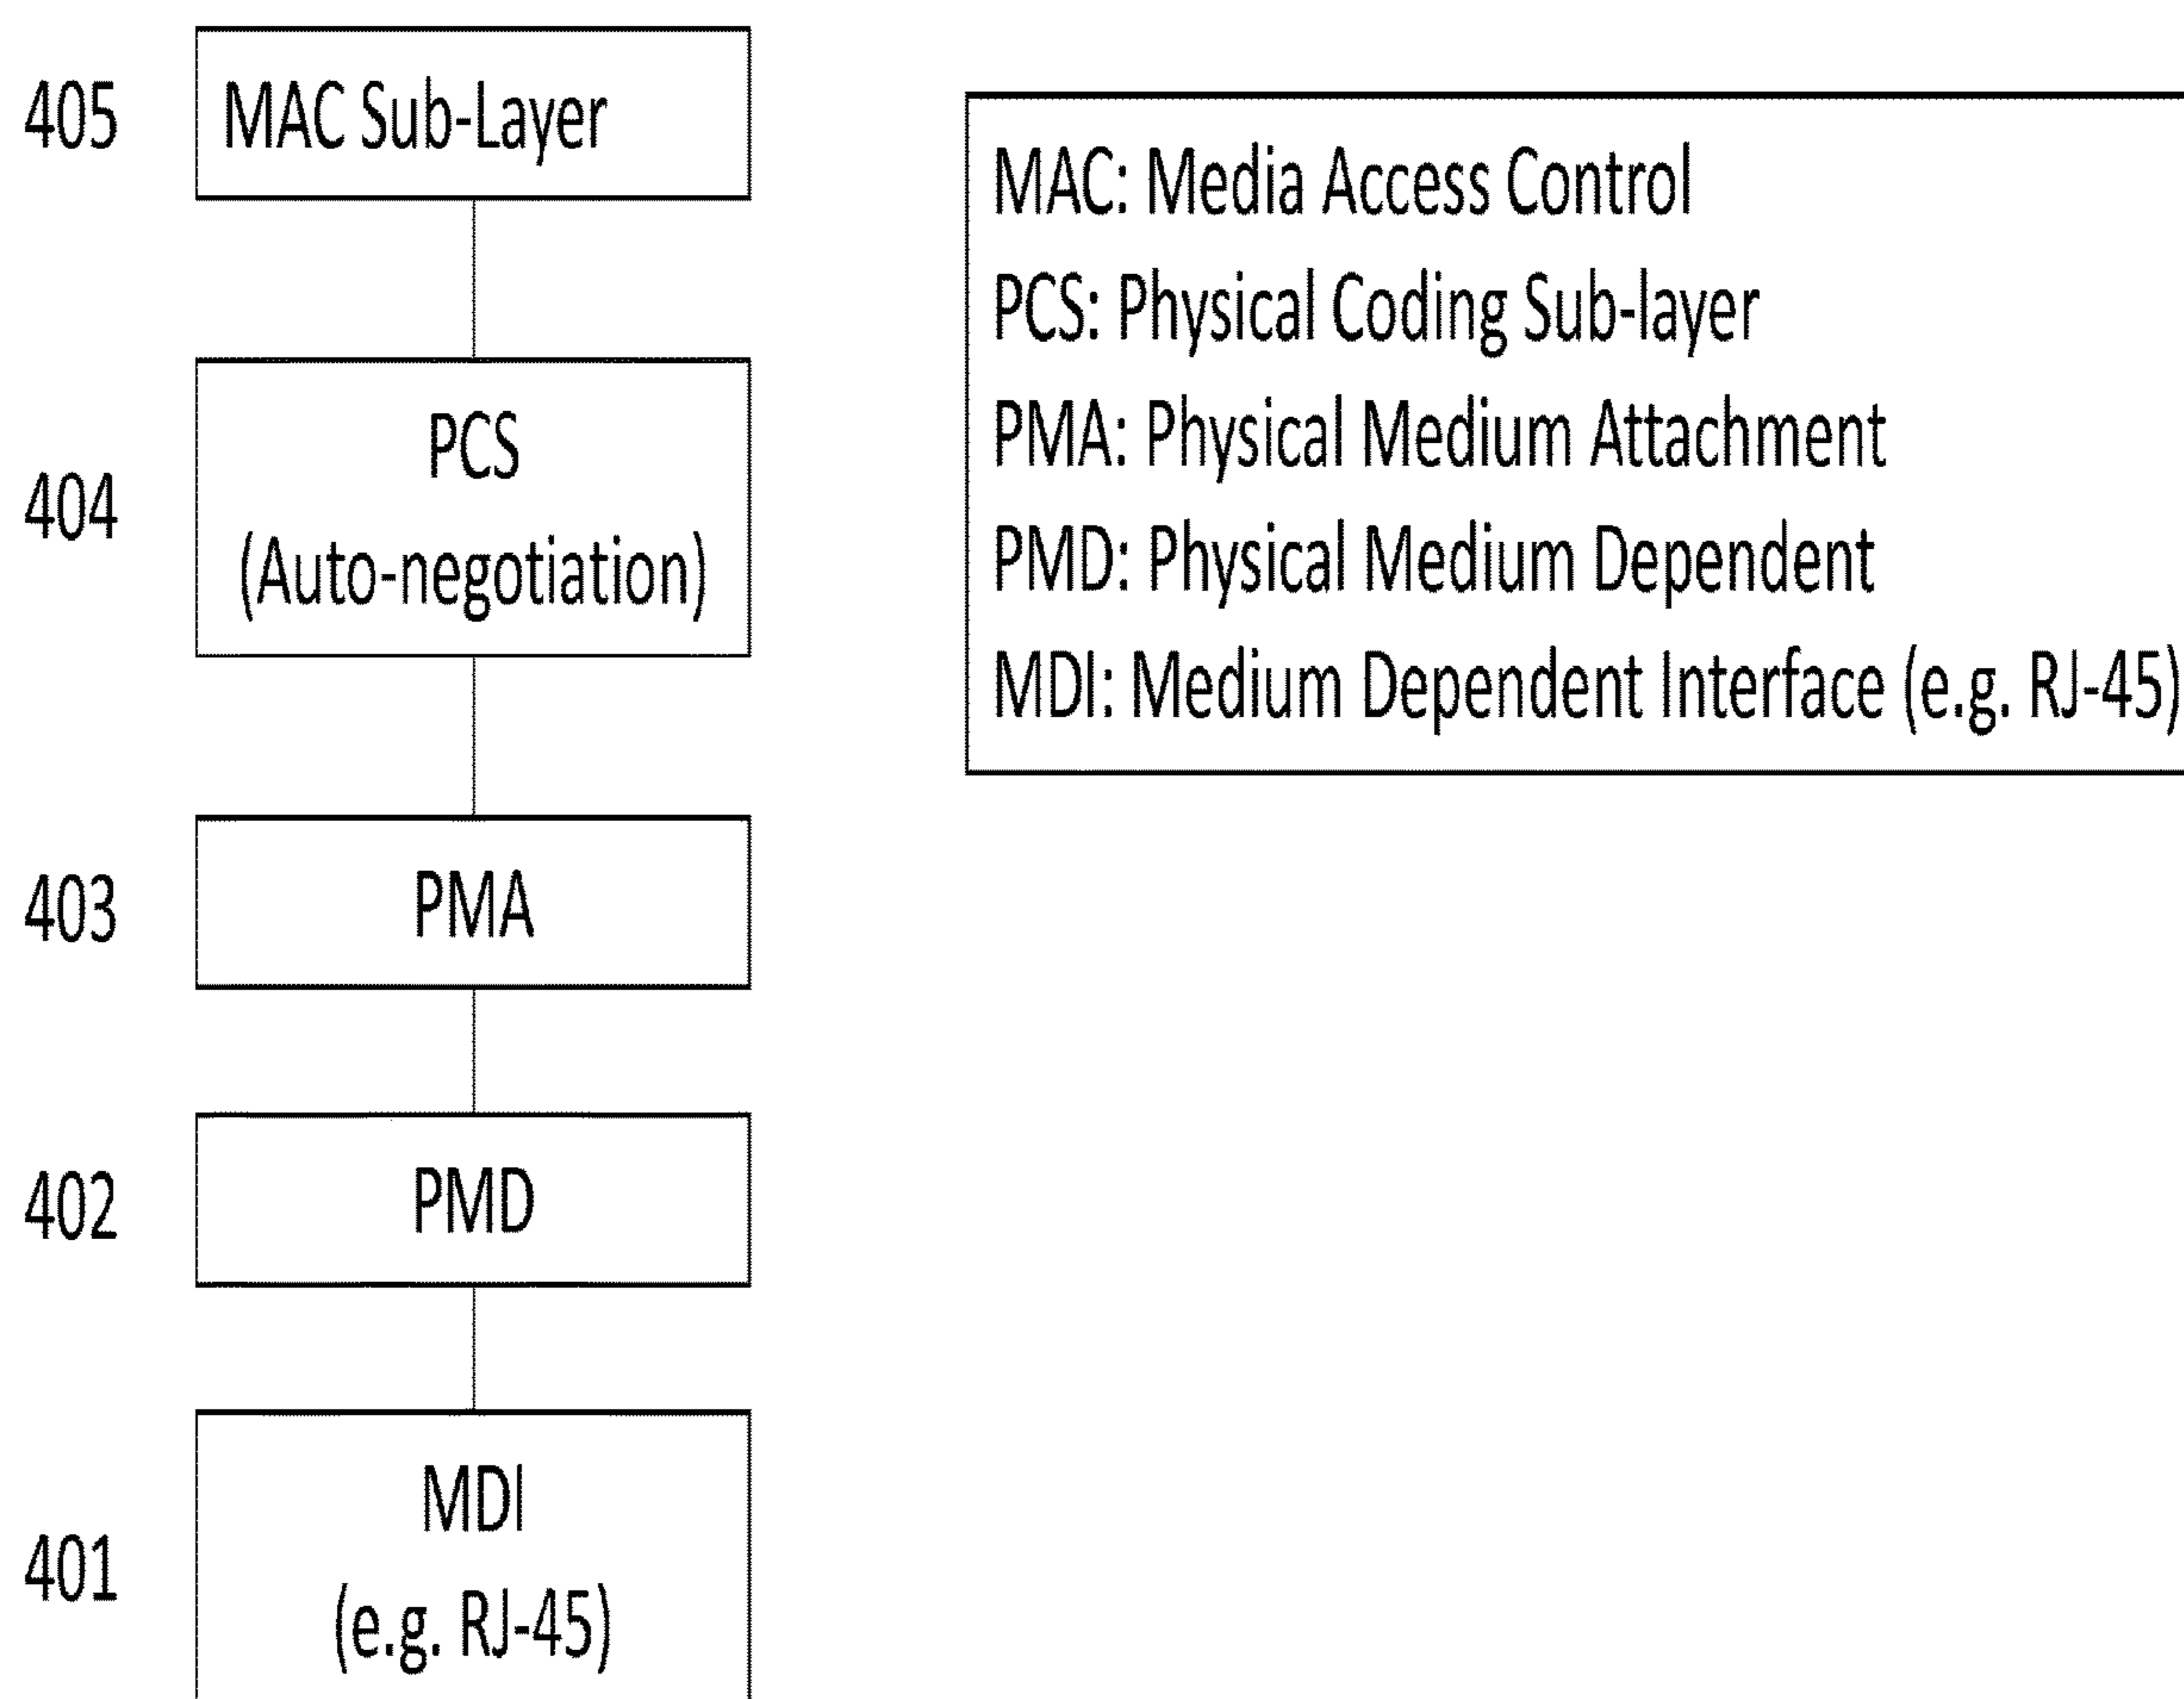 405
MAC Sub-Layer
404
PCS
(Auto-negotiation)
403
PMA
402
PMD
401
MDI
(e.g. RJ-45)
MAC: Media Access Control
PCS: Physical Coding Sub-layer
PMA: Physical Medium Attachment
PMD: Physical Medium Dependent
MDI: Medium Dependent Interface (e.g. RJ-45)